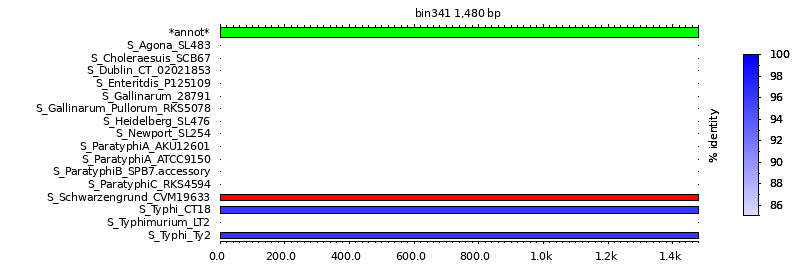 bin341 1,480 bp
*annot*
S_Agona_SL483
S_Choleraesuis_SCB67
S_Dublin_CT_02021853
S_Enteritdis_P125109
S_Gallinarum_28791
S_Gallinarum_Pullorum_RKS5078
S_Heidelberg_SL476
S_Newport_SL254
S_ParatyphiA_AKU12601
S_ParatyphiA_ATCC9150
S_ParatyphiB_SPB7.accessory
S_ParatyphiC_RKS4594
S_Schwarzengrund_CVM19633
S_Typhi_CT18
S_Typhimurium_LT2
S_Typhi_Ty2
0.0 200.0 400.0 600.0 800.0 1.0k 1.2k 1.4k
% identity
100
98
96
94
92
90
88
86